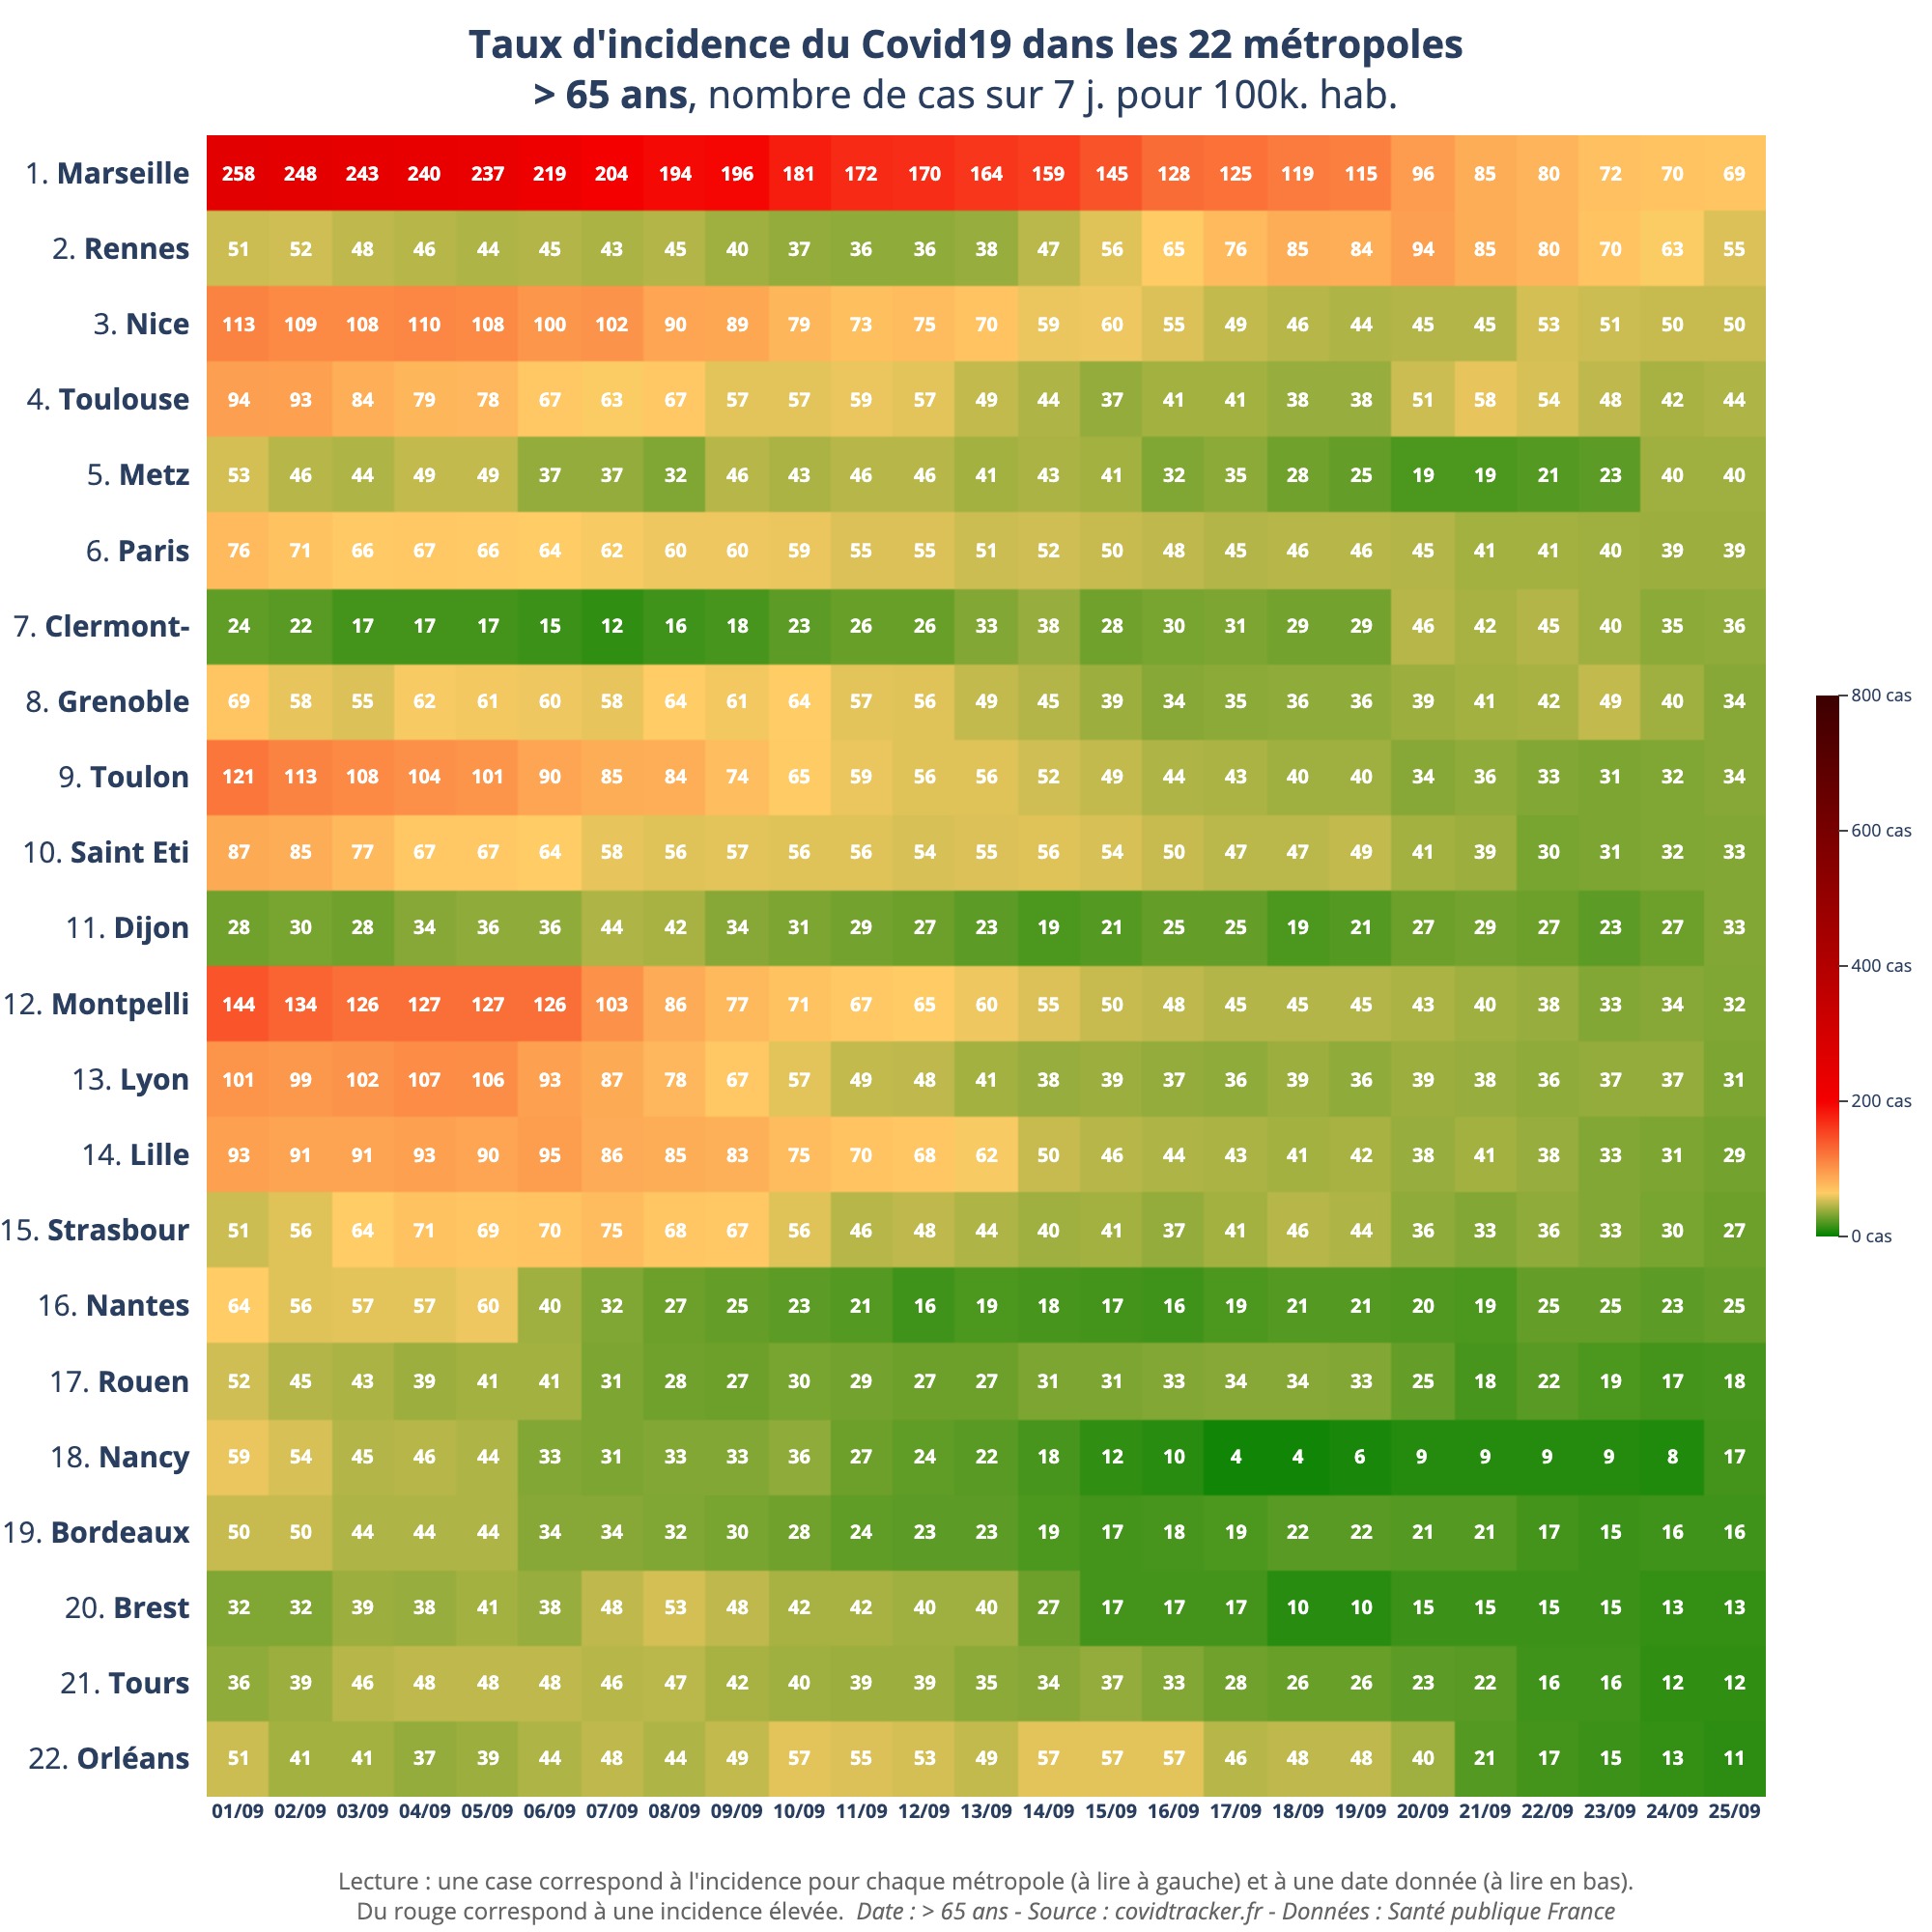 Taux d'incidence du Covid19 dans les 22 métropoles
> 65 ans, nombre de cas sur 7 j. pour 100k. hab.
1. Marseille 258 248 243 240 237 219 204 194 196 181 172 170 164 159 145 128 125 119 115 96 85 80 72 70 69
2. Rennes 51 52 48 46 44 45 43 45 40 37 36 36 38 47 56 65 76 85 84 94 85 80 70 63 55
3. Nice 113 109 108 110 108 100 102 90 89 79 73 75 70 59 60 55 49 46 44 45 45 53 51 50 50
4. Toulouse 94 93 84 79 78 67 63 67 57 57 59 57 49 44 37 41 41 38 38 51 58 54 48 42 44
5. Metz 53 46 44 49 49 37 37 32 46 43 46 46 41 43 41 32 35 28 25 19 19 21 23 40 40
6. Paris 76 71 66 67 66 64 62 60 60 59 55 55 51 52 50 48 45 46 46 45 41 41 40 39 39
7. Clermont- 24 22 17 17 17 15 12 16 18 23 26 26 33 38 28 30 31 29 29 46 42 45 40 35 36
8. Grenoble 69 58 55 62 61 60 58 64 61 64 57 56 49 45 39 34 35 36 36 39 41 42 49 40 34
9. Toulon 121 113 108 104 101 90 85 84 74 65 59 56 56 52 49 44 43 40 40 34 36 33 31 32 34
10. Saint Eti 87 85 77 67 67 64 58 56 57 56 56 54 55 56 54 50 47 47 49 41 39 30 31 32 33
11. Dijon 28 30 28 34 36 36 44 42 34 31 29 27 23 19 21 25 25 19 21 27 29 27 23 27 33
12. Montpelli 144 134 126 127 127 126 103 86 77 71 67 65 60 55 50 48 45 45 45 43 40 38 33 34 32
13. Lyon 101 99 102 107 106 93 87 78 67 57 49 48 41 38 39 37 36 39 36 39 38 36 37 37 31
14. Lille 93 91 91 93 90 95 86 85 83 75 70 68 62 50 46 44 43 41 42 38 41 38 33 31 29
15. Strasbour 51 56 64 71 69 70 75 68 67 56 46 48 44 40 41 37 41 46 44 36 33 36 33 30 27
16. Nantes 64 56 57 57 60 40 32 27 25 23 21 16 19 18 17 16 19 21 21 20 19 25 25 23 25
17. Rouen 52 45 43 39 41 41 31 28 27 30 29 27 27 31 31 33 34 34 33 25 18 22 19 17 18
18. Nancy 59 54 45 46 44 33 31 33 33 36 27 24 22 18 12 10 4 4 6 9 9 9 9 8 17
19. Bordeaux 50 50 44 44 44 34 34 32 30 28 24 23 23 19 17 18 19 22 22 21 21 17 15 16 16
20. Brest 32 32 39 38 41 38 48 53 48 42 42 40 40 27 17 17 17 10 10 15 15 15 15 13 13
21. Tours 36 39 46 48 48 48 46 47 42 40 39 39 35 34 37 33 28 26 26 23 22 16 16 12 12
22. Orléans 51 41 41 37 39 44 48 44 49 57 55 53 49 57 57 57 46 48 48 40 21 17 15 13 11
01/09 02/09 03/09 04/09 05/09 06/09 07/09 08/09 09/09 10/09 11/09 12/09 13/09 14/09 15/09 16/09 17/09 18/09 19/09 20/09 21/09 22/09 23/09 24/09 25/09
800 cas
600 cas
400 cas
200 cas
0 cas
Lecture : une case correspond à l'incidence pour chaque métropole (à lire à gauche) et à une date donnée (à lire en bas).
Du rouge correspond à une incidence élevée. Date : > 65 ans - Source : covidtracker.fr - Données : Santé publique France